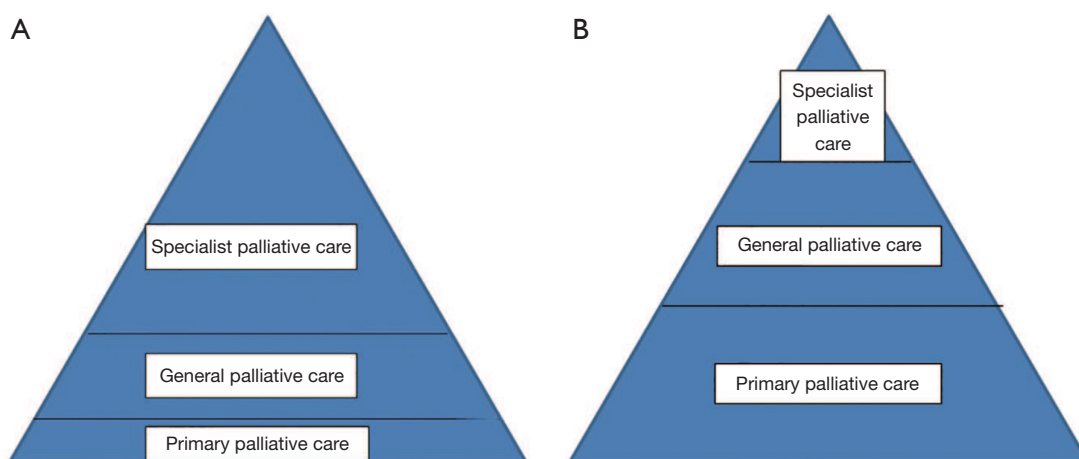 A
Specialist palliative care
General palliative care
Primary palliative care
B
Specialist
palliative
care
General palliative care
Primary palliative care